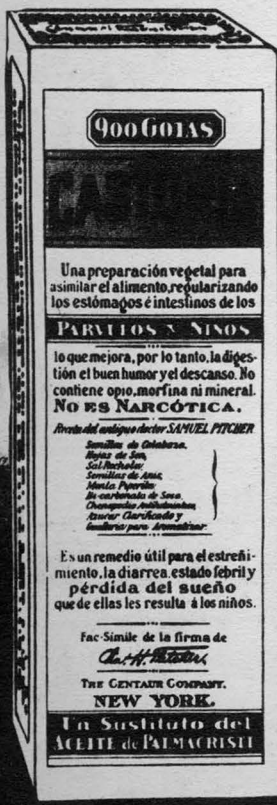 900 GOTAS
Una preparación vegetal para
asimilar el alimento, regularizando
los estómagos é intestinos de los
PARVULOS Y NIÑOS
lo que mejora, por lo tanto, la diges-
tión el buen humor y el descanso. No
contiene opio, morfina ni mineral.
NO ES NARCÓTICA.
Receta del antiguo doctor SAMUEL PITCHER
Semillas de Calabaza.
Hojas de Sen,
Sal Rochela,
Semillas de Anis,
Menta Piperita
Bi-carbonato de Sosa
Azucar Clarificado y
para Aromatizar.
Es un remedio útil para el estreñi-
miento, la diarrea, estado febril y
pérdida del sueño
que de ellas les resulta á los niños.
Fac-Simile de la firma de
Chas. H. Fletcher.
THE CENTAUR COMPANY.
NEW YORK.
Un Sustituto del
ACEITE de PALMACRISTI